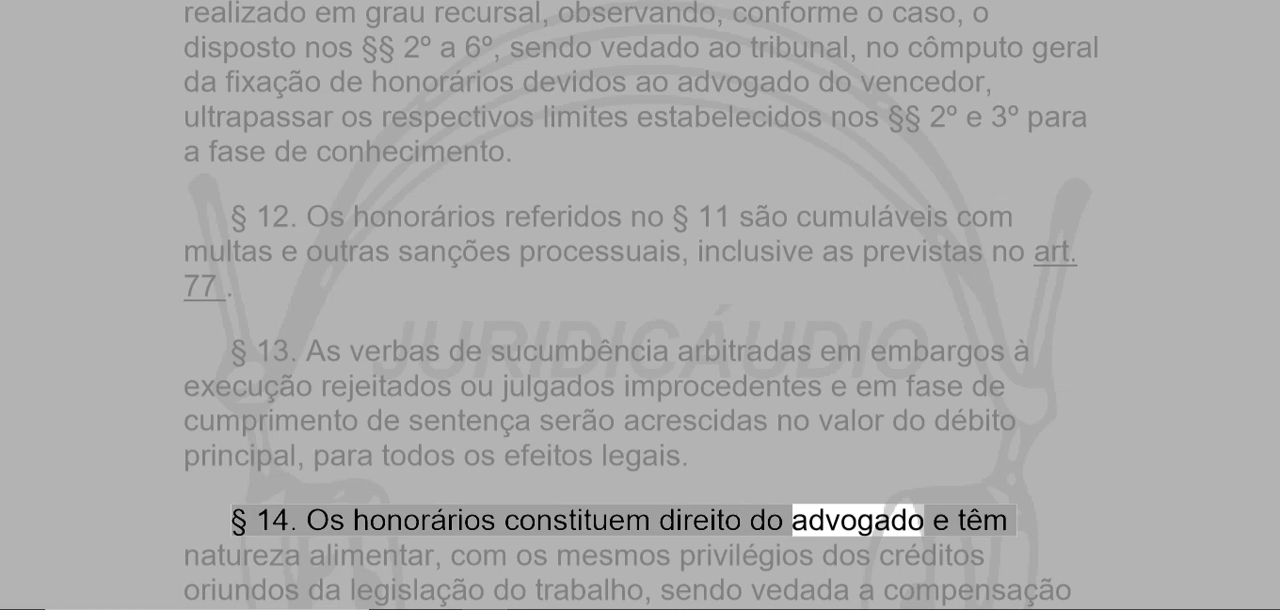 realizado em grau recursal, observando, conforme o caso, o
disposto nos §§ 2º a 6º, sendo vedado ao tribunal, no cômputo geral
da fixação de honorários devidos ao advogado do vencedor,
ultrapassar os respectivos limites estabelecidos nos §§ 2º e 3º para
a fase de conhecimento.
§ 12. Os honorários referidos no § 11 são cumuláveis com
multas e outras sanções processuais, inclusive as previstas no art.
77 .
JURIDICÁUDIO
§ 13. As verbas de sucumbência arbitradas em embargos à
execução rejeitados ou julgados improcedentes e em fase de
cumprimento de sentença serão acrescidas no valor do débito
principal, para todos os efeitos legais.
§ 14. Os honorários constituem direito do advogado e têm
natureza alimentar, com os mesmos privilégios dos créditos
oriundos da legislação do trabalho, sendo vedada a compensação